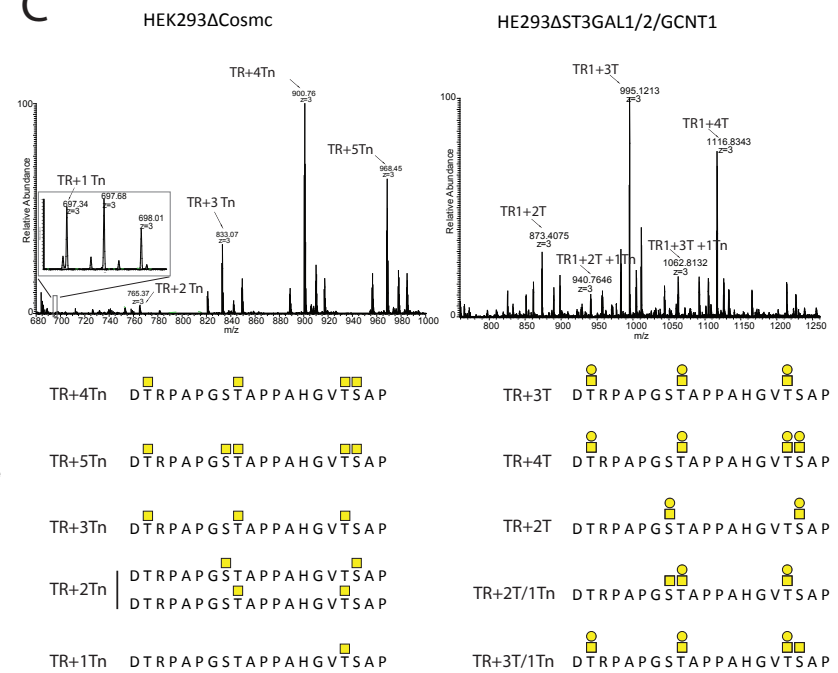 C
HEK293ΔCosmc
HE293ΔST3GAL1/2/GCNT1
TR+4Tn
900.76
z=3
100
TR+5Tn
968.45
z=3
TR+1 Tn
697.34
z=3
697.68
z=3
698.01
z=3
TR+3 Tn
833.07
z=3
TR+2 Tn
765.37
z=3
Relative Abundance
0
680 700 720 740 760 780 800 820 840 860 880 900 920 940 960 980 1000
m/z
TR1+3T
995.1213
z=3
100
TR1+4T
1116.8343
z=3
TR1+2T
873.4075
z=3
TR1+2T +1Tn
940.7646
z=3
TR1+3T +1Tn
1062.8132
z=3
Relative Abundance
0
800 850 900 950 1000 1050 1100 1150 1200 1250
m/z
TR+4Tn DTRPAPGSTAPPAHGVTSAP
TR+5Tn DTRPAPGSTAPPAHGVTSAP
TR+3Tn DTRPAPGSTAPPAHGVTSAP
TR+2Tn DTRPAPGSTAPPAHGVTSAP
DTRPAPGSTAPPAHGVTSAP
TR+1Tn DTRPAPGSTAPPAHGVTSAP
TR+3T DTRPAPGSTAPPAHGVTSAP
TR+4T DTRPAPGSTAPPAHGVTSAP
TR+2T DTRPAPGSTAPPAHGVTSAP
TR+2T/1Tn DTRPAPGSTAPPAHGVTSAP
TR+3T/1Tn DTRPAPGSTAPPAHGVTSAP